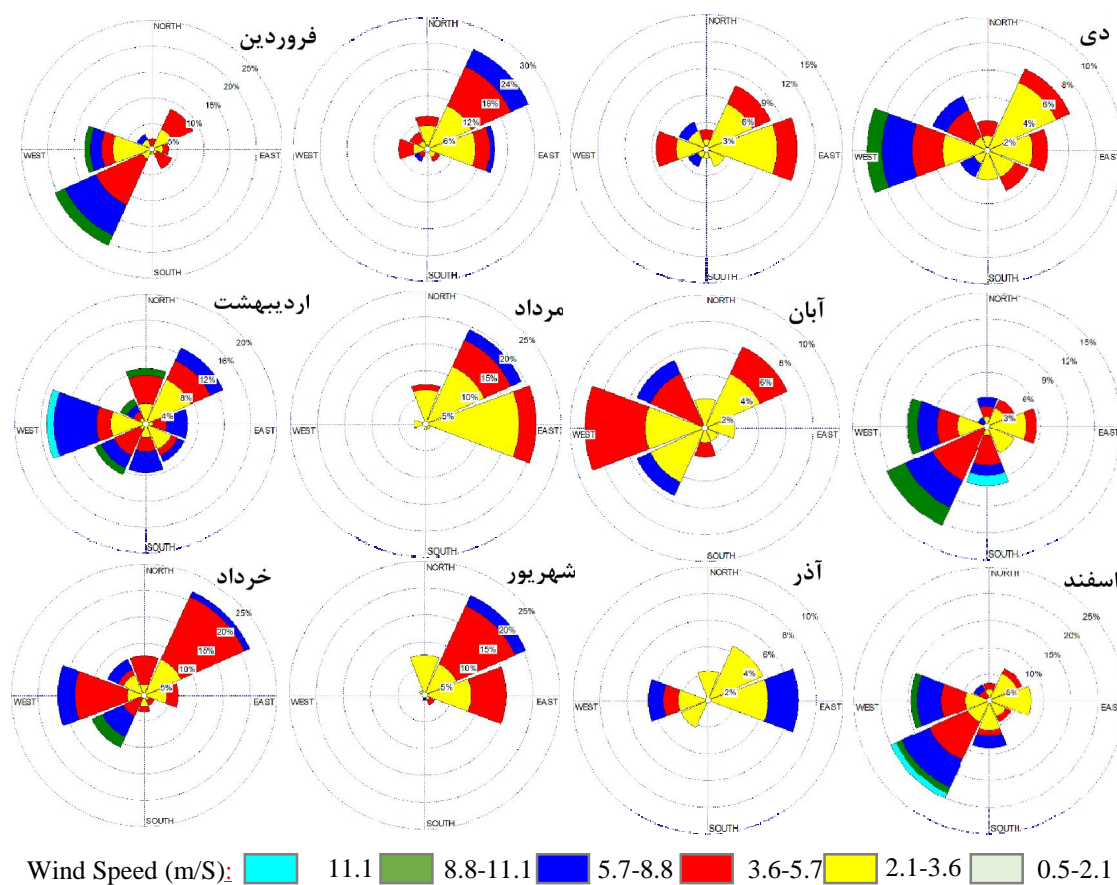 فروردین
NORTH
25%
20%
15%
10%
5%
WEST
EAST
SOUTH
NORTH
30%
24%
18%
12%
6%
WEST
EAST
SOUTH
NORTH
15%
12%
9%
6%
3%
WEST
EAST
SOUTH
دی
NORTH
10%
8%
6%
4%
2%
WEST
EAST
SOUTH
اردیبهشت
NORTH
20%
16%
12%
8%
4%
WEST
EAST
SOUTH
مرداد
NORTH
25%
20%
15%
10%
5%
WEST
EAST
SOUTH
آبان
NORTH
10%
8%
6%
4%
2%
WEST
EAST
SOUTH
NORTH
15%
12%
9%
6%
3%
WEST
EAST
SOUTH
خرداد
NORTH
25%
20%
15%
10%
5%
WEST
EAST
SOUTH
شهریور
NORTH
25%
20%
15%
10%
5%
WEST
EAST
SOUTH
آذر
NORTH
10%
8%
6%
4%
2%
WEST
EAST
SOUTH
اسفند
NORTH
25%
20%
15%
10%
5%
WEST
EAST
SOUTH
Wind Speed (m/S): 11.1 8.8-11.1 5.7-8.8 3.6-5.7 2.1-3.6 0.5-2.1